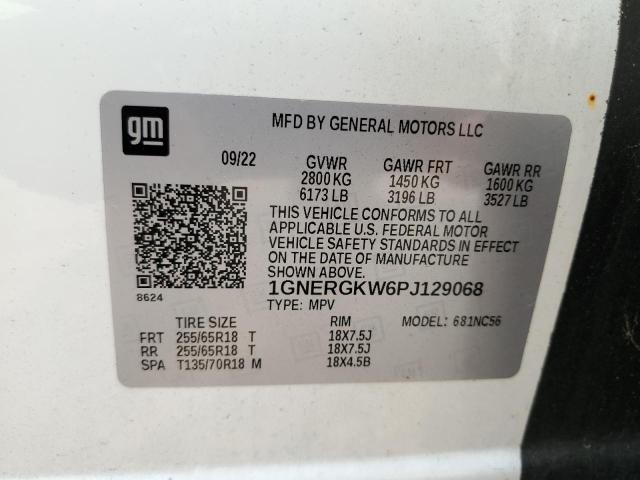 gm
MFD BY GENERAL MOTORS LLC
09/22 GVWR GAWR FRT GAWR RR
2800 KG 1450 KG 1600 KG
6173 LB 3196 LB 3527 LB
THIS VEHICLE CONFORMS TO ALL
APPLICABLE U.S. FEDERAL MOTOR
VEHICLE SAFETY STANDARDS IN EFFECT
ON THE DATE OF MANUFACTURE
SHOWN ABOVE.
1GNERGKW6PJ129068
8624
TYPE: MPV MODEL: 681NC56
TIRE SIZE RIM
FRT 255/65R18 T 18X7.5J
RR 255/65R18 T 18X7.5J
SPA T135/70R18 M 18X4.5B